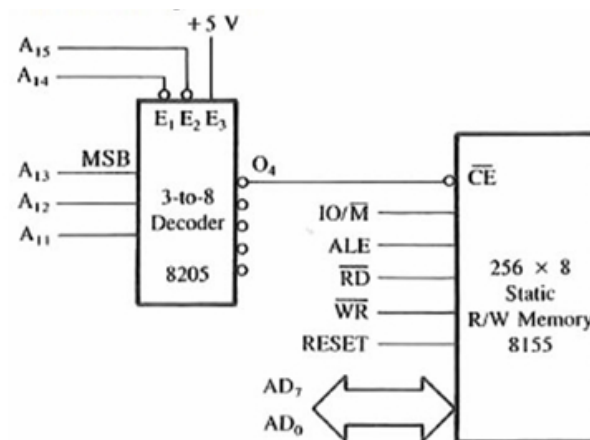 +5 V
A15
A14
E1 E2 E3
MSB
A13
A12
A11
3-to-8
Decoder
8205
O4
CE
IO/M
ALE
RD
WR
RESET
AD7
AD0
256 × 8
Static
R/W Memory
8155